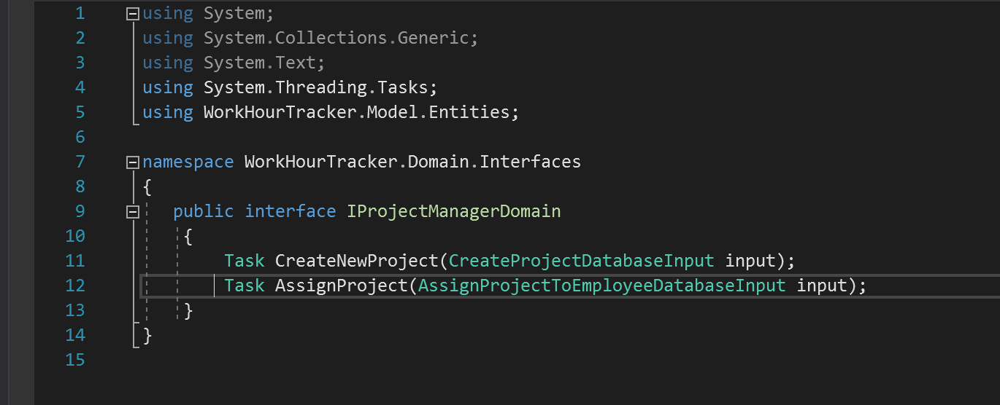 1 using System;
2 using System.Collections.Generic;
3 using System.Text;
4 using System.Threading.Tasks;
5 using WorkHourTracker.Model.Entities;
6
7 namespace WorkHourTracker.Domain.Interfaces
8 {
9 public interface IProjectManagerDomain
10 {
11 Task CreateNewProject(CreateProjectDatabaseInput input);
12 Task AssignProject(AssignProjectToEmployeeDatabaseInput input);
13 }
14 }
15